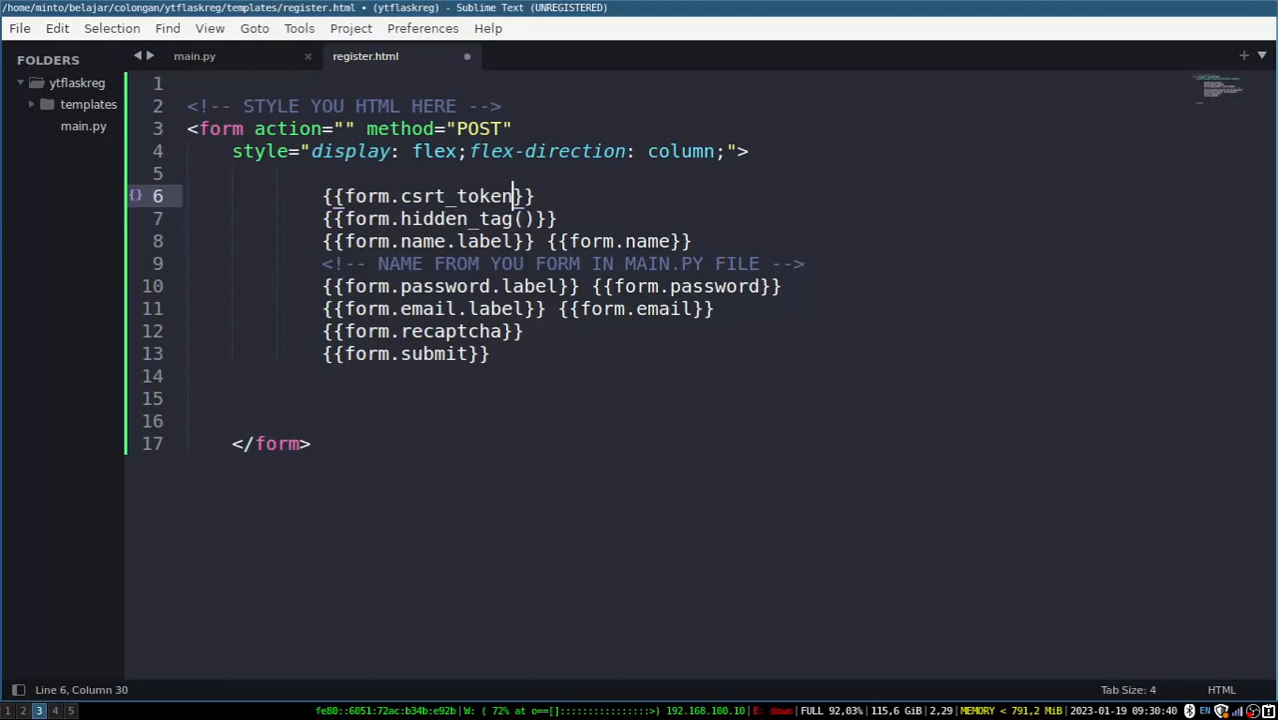 /home/minto/belajar/colongan/ytflaskreg/templates/register.html • (ytflaskreg) - Sublime Text (UNREGISTERED)
File Edit Selection Find View Goto Tools Project Preferences Help
FOLDERS
ytflaskreg
templates
main.py
main.py × register.html
1
2 <!-- STYLE YOU HTML HERE -->
3 <form action="" method="POST"
4 style="display: flex;flex-direction: column;">
5
{} 6 {{form.csrt_token}}
7 {{form.hidden_tag()}}
8 {{form.name.label}} {{form.name}}
9 <!-- NAME FROM YOU FORM IN MAIN.PY FILE -->
10 {{form.password.label}} {{form.password}}
11 {{form.email.label}} {{form.email}}
12 {{form.recaptcha}}
13 {{form.submit}}
14
15
16
17 </form>
Line 6, Column 30 Tab Size: 4 HTML
1 2 3 4 5 fe80::6051:72ac:b34b:e92b|W: ( 72% at o==[]::::::::::::::::>) 192.168.100.10|E: down|FULL 92,03%|115,6 GiB|2,29|MEMORY < 791,2 MiB|2023-01-19 09:30:40 EN